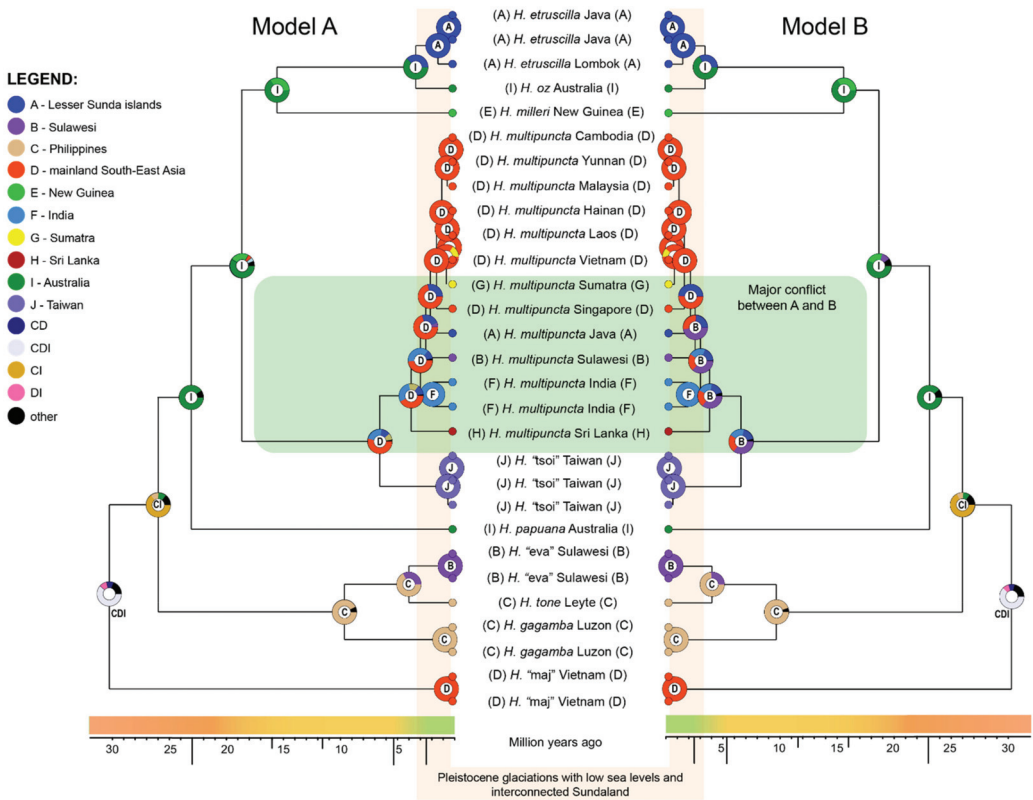 Model A
Model B
LEGEND:
A - Lesser Sunda islands
B - Sulawesi
C - Philippines
D - mainland South-East Asia
E - New Guinea
F - India
G - Sumatra
H - Sri Lanka
I - Australia
J - Taiwan
CD
CDI
CI
DI
other
(A) H. etruscilla Java (A)
(A) H. etruscilla Java (A)
(A) H. etruscilla Lombok (A)
(I) H. oz Australia (I)
(E) H. milleri New Guinea (E)
(D) H. multipuncta Cambodia (D)
(D) H. multipuncta Yunnan (D)
(D) H. multipuncta Malaysia (D)
(D) H. multipuncta Hainan (D)
(D) H. multipuncta Laos (D)
(D) H. multipuncta Vietnam (D)
(G) H. multipuncta Sumatra (G)
(D) H. multipuncta Singapore (D)
(A) H. multipuncta Java (A)
(B) H. multipuncta Sulawesi (B)
(F) H. multipuncta India (F)
(F) H. multipuncta India (F)
(H) H. multipuncta Sri Lanka (H)
(J) H. "tsoi" Taiwan (J)
(J) H. "tsoi" Taiwan (J)
(J) H. "tsoi" Taiwan (J)
(I) H. papuana Australia (I)
(B) H. "eva" Sulawesi (B)
(B) H. "eva" Sulawesi (B)
(C) H. tone Leyte (C)
(C) H. gagamba Luzon (C)
(C) H. gagamba Luzon (C)
(D) H. "maj" Vietnam (D)
(D) H. "maj" Vietnam (D)
Major conflict
between A and B
A
A
I
I
D
D
D
D
D
I
D
D
D
D
F
D
I
J
J
CI
B
C
C
C
CDI
D
A
A
I
I
D
D
D
D
D
I
D
B
B
B
F
B
I
J
J
CI
B
C
C
C
CDI
D
30 25 20 15 10 5
Million years ago
5 10 15 20 25 30
Pleistocene glaciations with low sea levels and
interconnected Sundaland